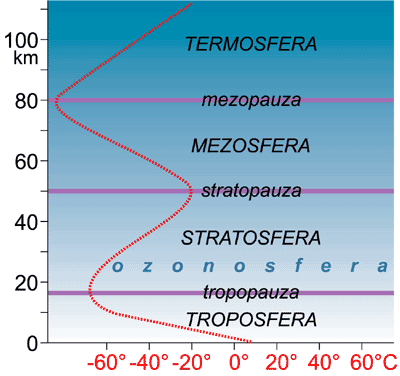 100
km
TERMOSFERA
80
mezopauza
60
MEZOSFERA
stratopauza
40
STRATOSFERA
ozonosfera
20
tropopauza
TROPOSFERA
0
-60° -40° -20° 0° 20° 40° 60°C